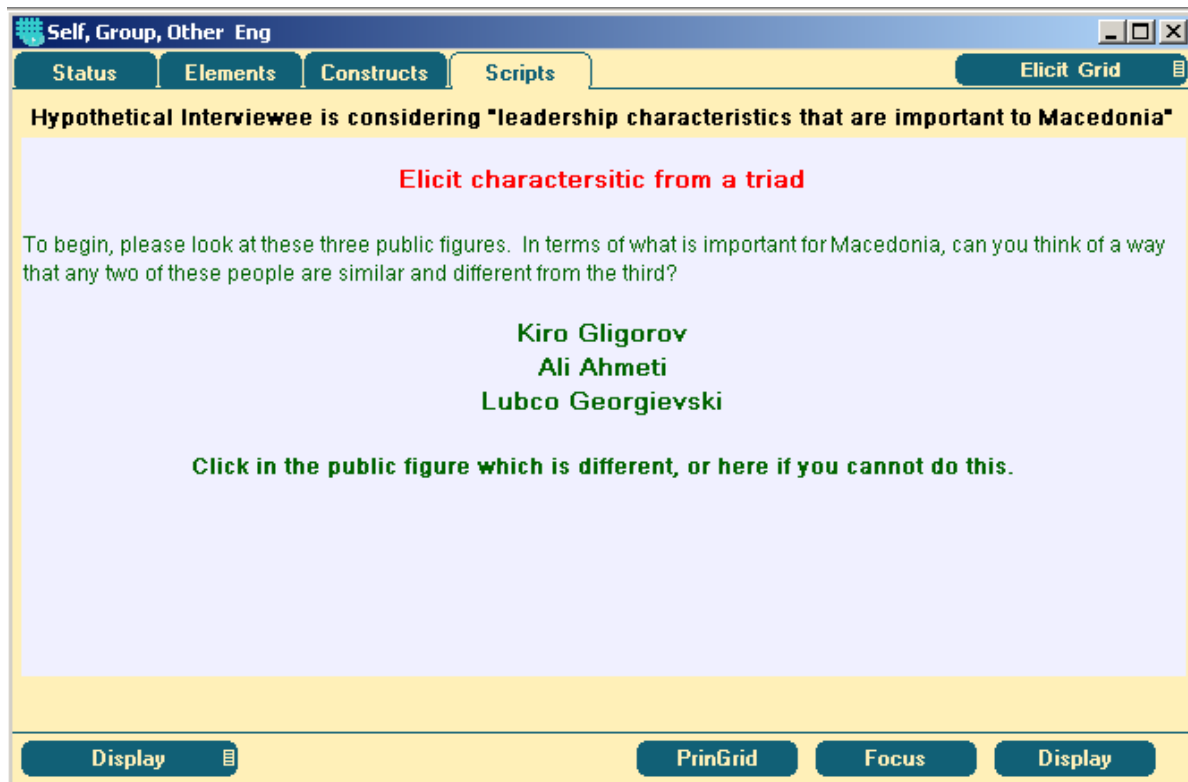 Self, Group, Other Eng
Status Elements Constructs Scripts Elicit Grid
Hypothetical Interviewee is considering "leadership characteristics that are important to Macedonia"
Elicit charactersitic from a triad
To begin, please look at these three public figures. In terms of what is important for Macedonia, can you think of a way
that any two of these people are similar and different from the third?
Kiro Gligorov
Ali Ahmeti
Lubco Georgievski
Click in the public figure which is different, or here if you cannot do this.
Display PrinGrid Focus Display